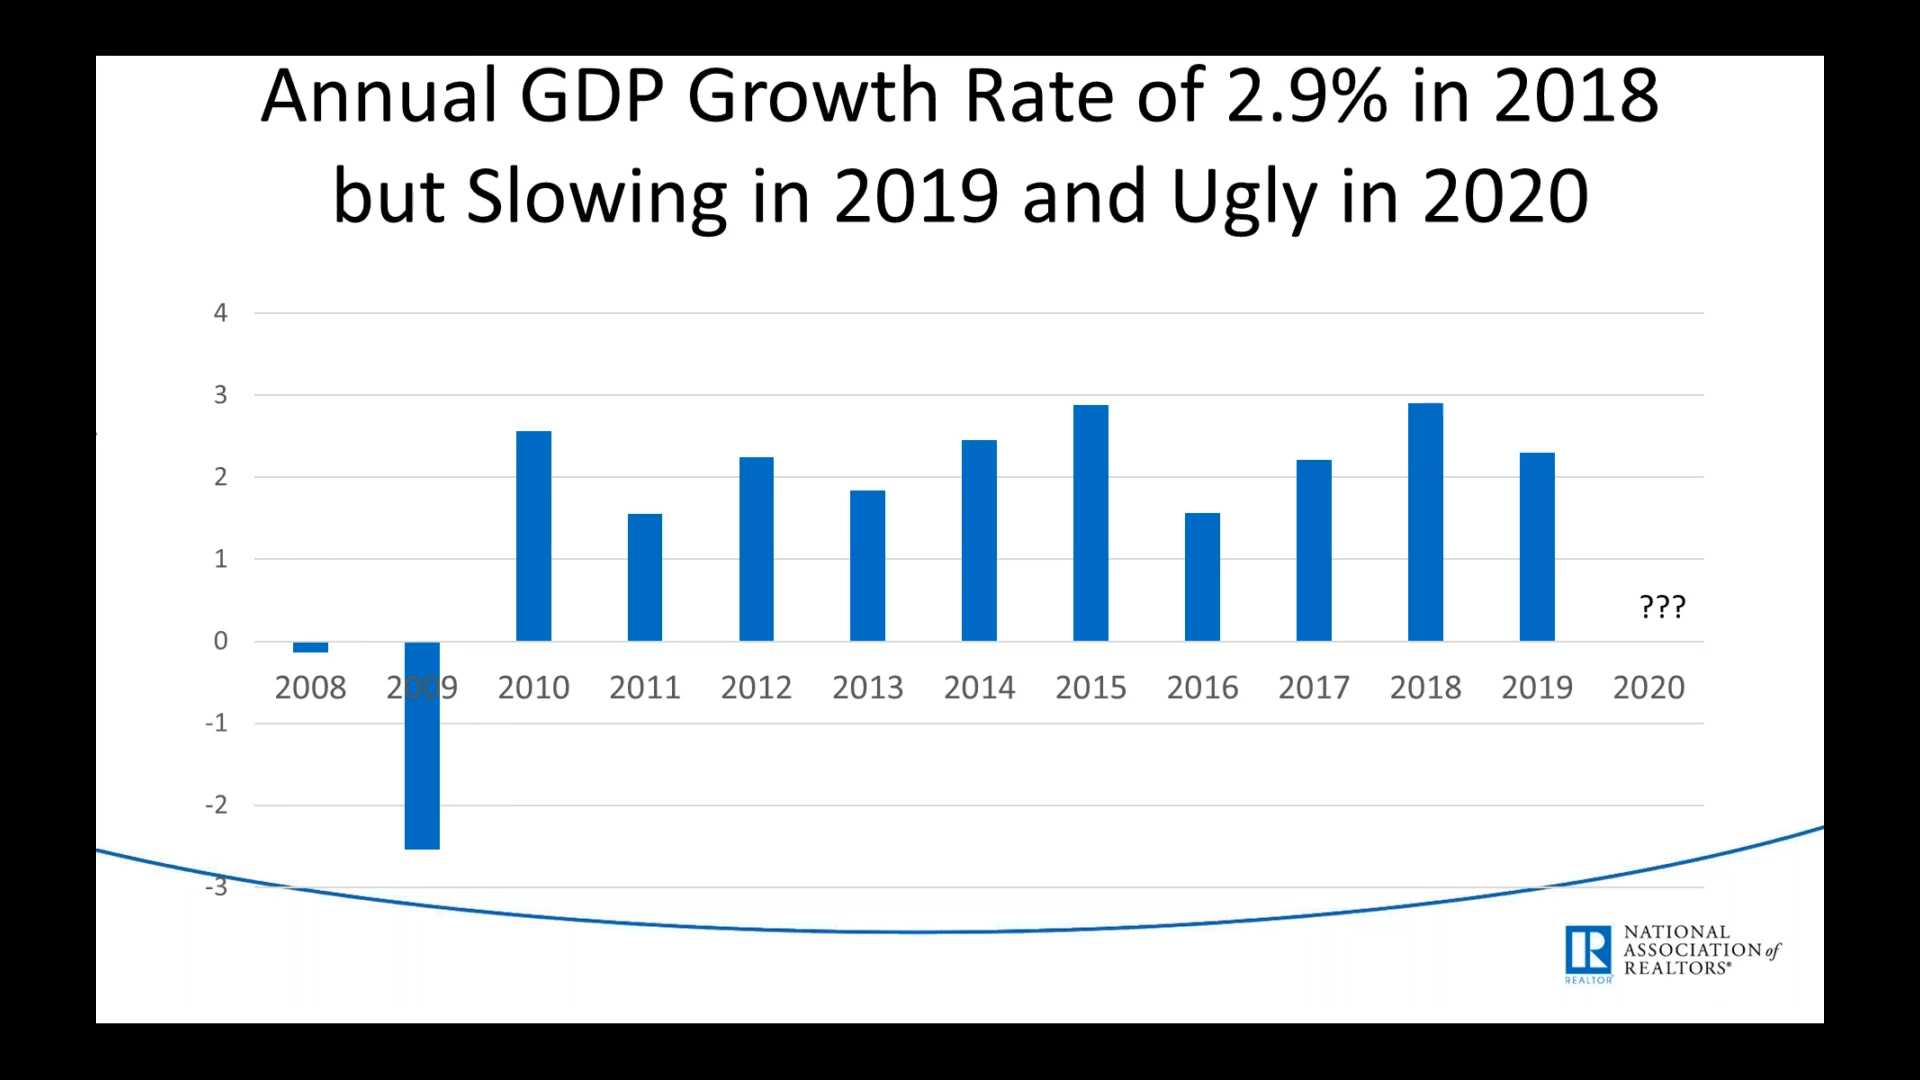 Annual GDP Growth Rate of 2.9% in 2018
but Slowing in 2019 and Ugly in 2020
4
3
2
1
???
0
2008 2009 2010 2011 2012 2013 2014 2015 2016 2017 2018 2019 2020
-1
-2
-3
NATIONAL
ASSOCIATION of
REALTORS®
REALTOR